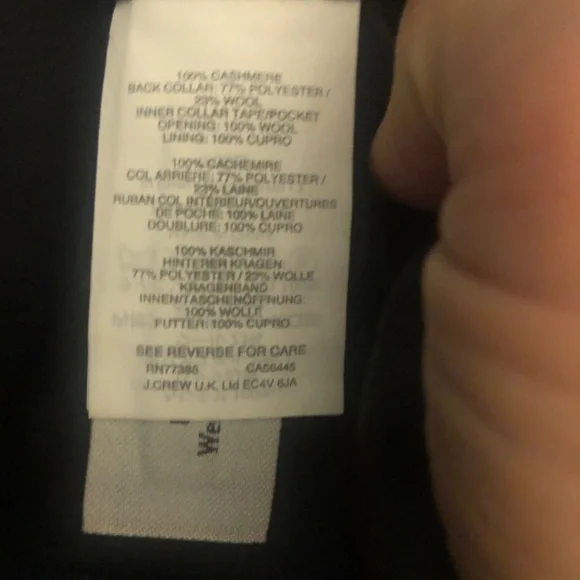 100% CASHMERE
BACK COLLAR: 77% POLYESTER /
23% WOOL
INNER COLLAR TAPE/POCKET
OPENING: 100% WOOL
LINING: 100% CUPRO
100% CACHEMIRE
COL ARRIÈRE: 77% POLYESTER /
23% LAINE
RUBAN COL INTÉRIEUR/OUVERTURES
DE POCHE: 100% LAINE
DOUBLURE: 100% CUPRO
100% KASCHMIR
HINTERER KRAGEN:
77% POLYESTER / 23% WOLLE
KRAGENBAND
INNEN/TASCHENÖFFNUNG:
100% WOLLE
FUTTER: 100% CUPRO
SEE REVERSE FOR CARE
RN77388 CA56445
J.CREW U.K. Ltd EC4V 6JA
We